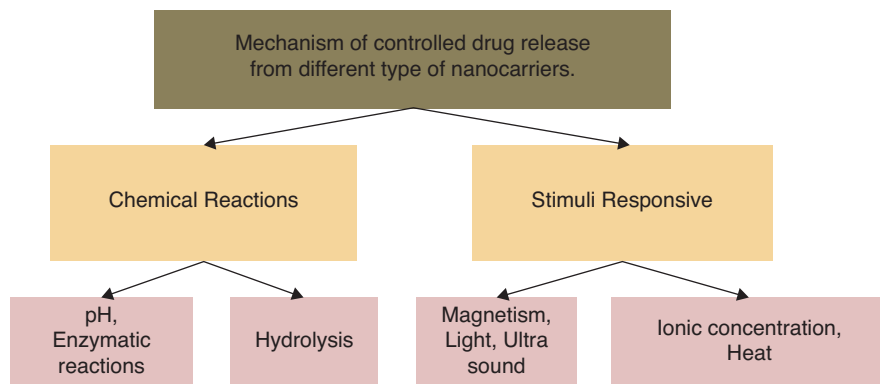 Mechanism of controlled drug release
from different type of nanocarriers.
Chemical Reactions
Stimuli Responsive
pH,
Enzymatic
reactions
Hydrolysis
Magnetism,
Light, Ultra
sound
Ionic concentration,
Heat